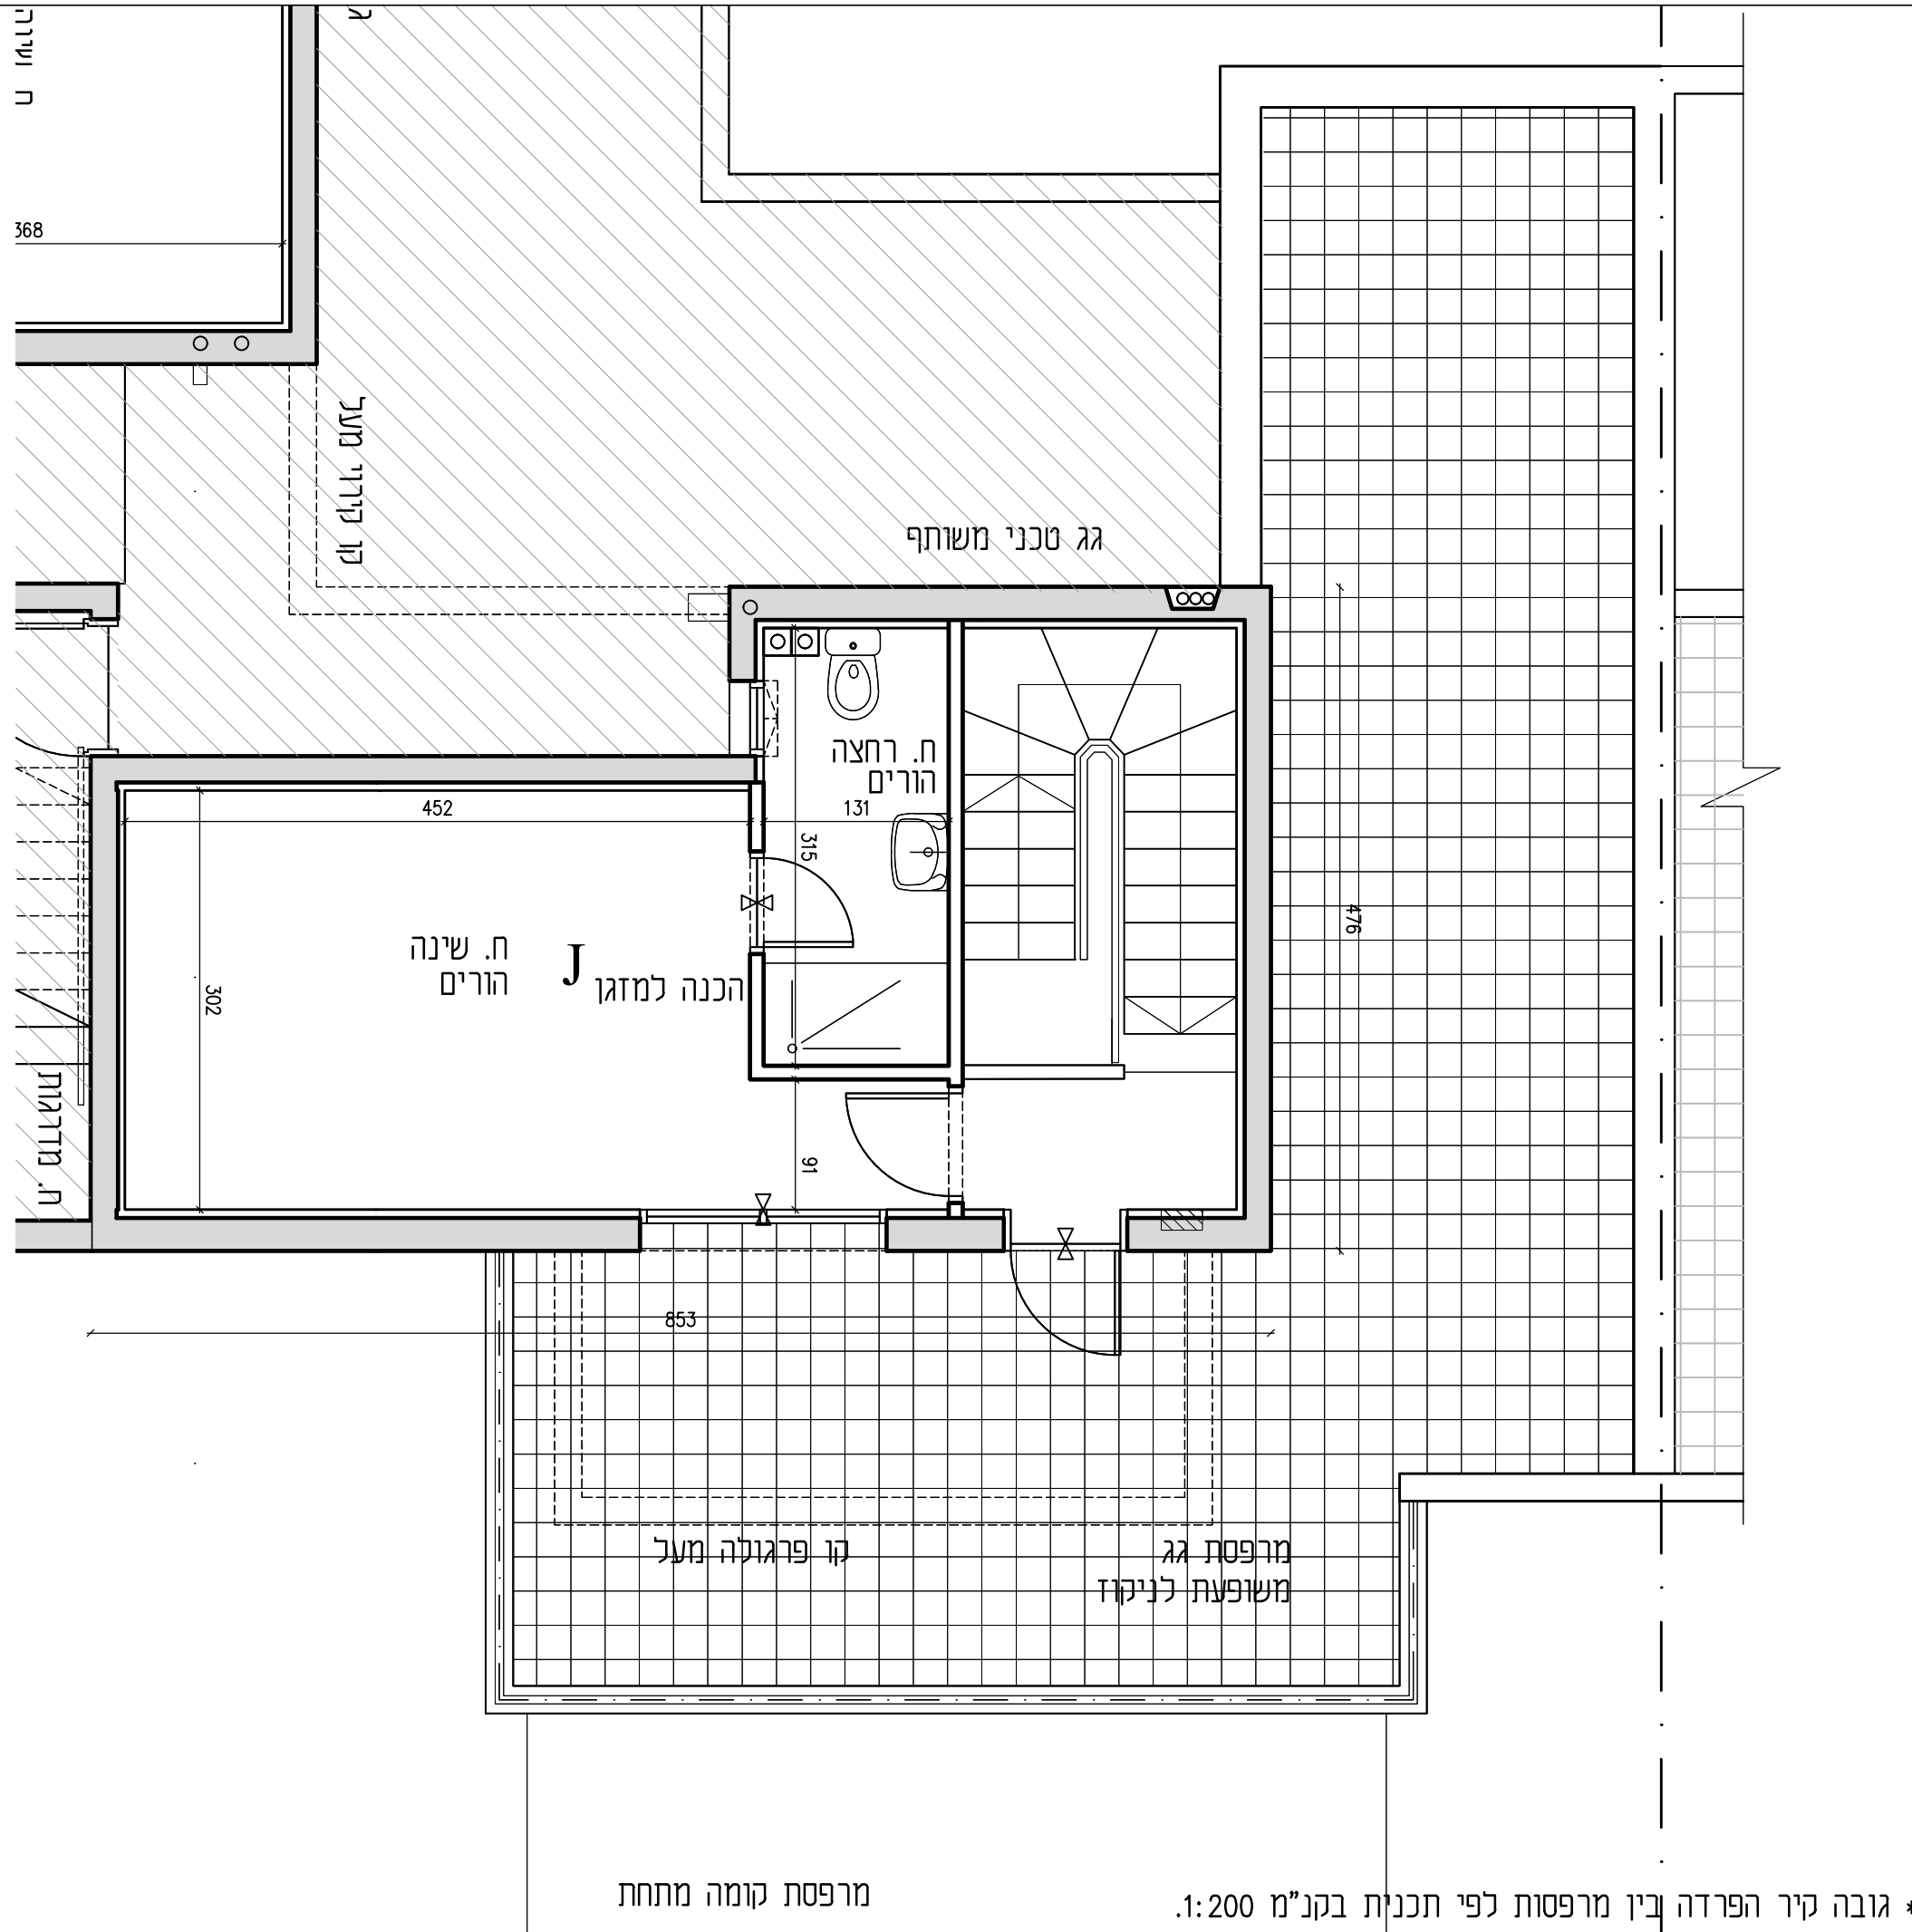 368
קו קירוי מעל
גג טכני משותף
ח. רחצה
הורים
452
131
315
476
ח. שינה
הורים
J
הכנה למזגן
302
ח. מדרגות
91
853
קו פרגולה מעל
מרפסת גג
משופעת לניקוז
מרפסת קומה מתחת
* גובה קיר הפרדה בין מרפסות לפי תכנית בקנ"מ 1:200.